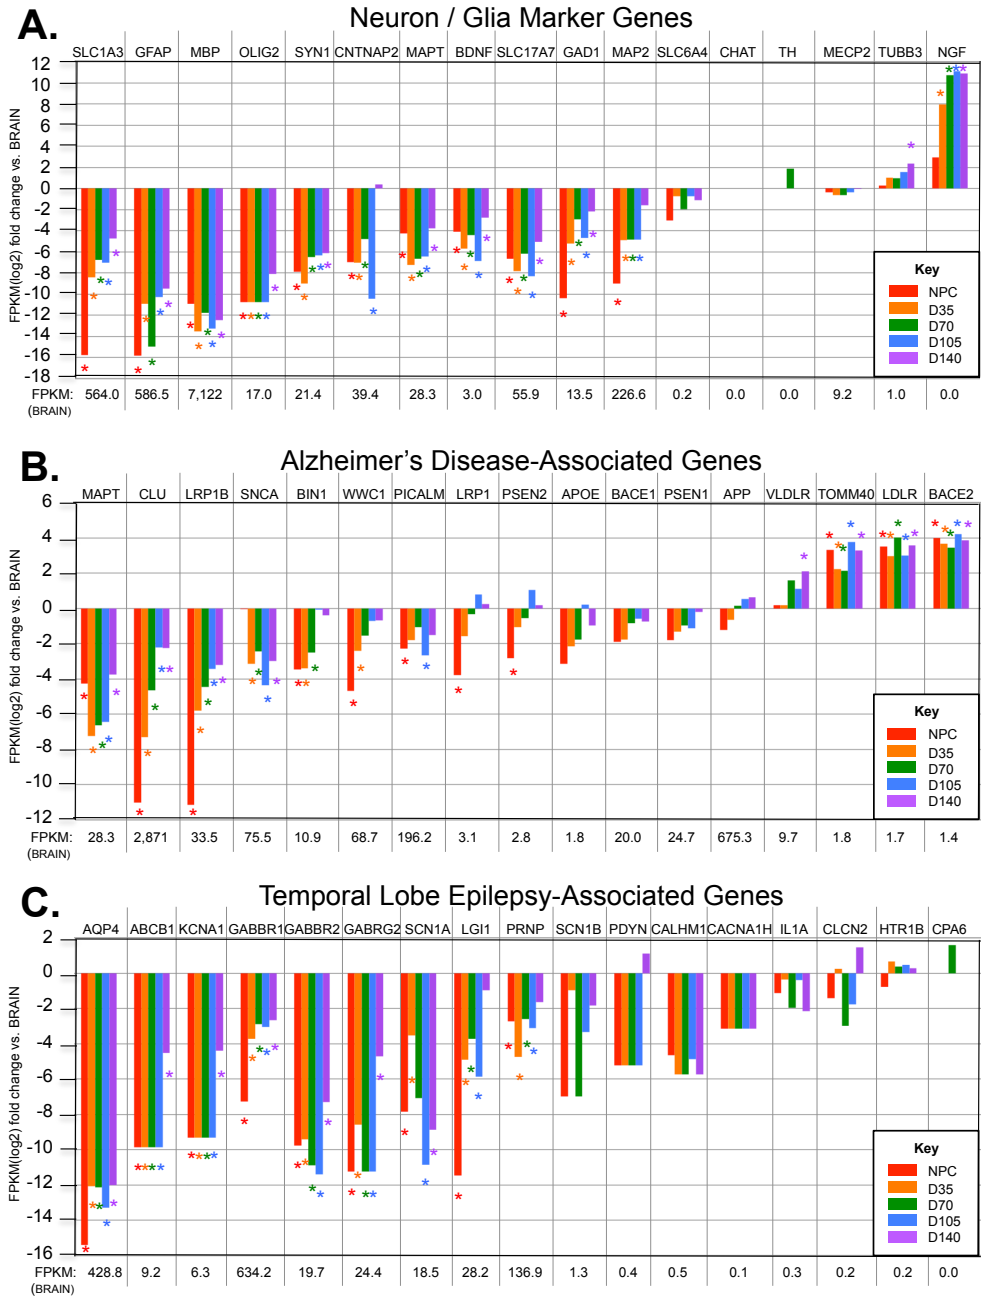 A.
Neuron / Glia Marker Genes
SLC1A3 GFAP MBP OLIG2 SYN1 CNTNAP2 MAPT BDNF SLC17A7 GAD1 MAP2 SLC6A4 CHAT TH MECP2 TUBB3 NGF
FPKM(log2) fold change vs. BRAIN
12
10
8
6
4
2
0
-2
-4
-6
-8
-10
-12
-14
-16
-18
Key
NPC
D35
D70
D105
D140
FPKM: 564.0 586.5 7,122 17.0 21.4 39.4 28.3 3.0 55.9 13.5 226.6 0.2 0.0 0.0 9.2 1.0 0.0
(BRAIN)
B.
Alzheimer's Disease-Associated Genes
MAPT CLU LRP1B SNCA BIN1 WWC1 PICALM LRP1 PSEN2 APOE BACE1 PSEN1 APP VLDLR TOMM40 LDLR BACE2
FPKM(log2) fold change vs. BRAIN
6
4
2
0
-2
-4
-6
-8
-10
-12
Key
NPC
D35
D70
D105
D140
FPKM: 28.3 2,871 33.5 75.5 10.9 68.7 196.2 3.1 2.8 1.8 20.0 24.7 675.3 9.7 1.8 1.7 1.4
(BRAIN)
C.
Temporal Lobe Epilepsy-Associated Genes
AQP4 ABCB1 KCNA1 GABBR1 GABBR2 GABRG2 SCN1A LGI1 PRNP SCN1B PDYN CALHM1 CACNA1H IL1A CLCN2 HTR1B CPA6
FPKM(log2) fold change vs. BRAIN
2
0
-2
-4
-6
-8
-10
-12
-14
-16
Key
NPC
D35
D70
D105
D140
FPKM: 428.8 9.2 6.3 634.2 19.7 24.4 18.5 28.2 136.9 1.3 0.4 0.5 0.1 0.3 0.2 0.2 0.0
(BRAIN)